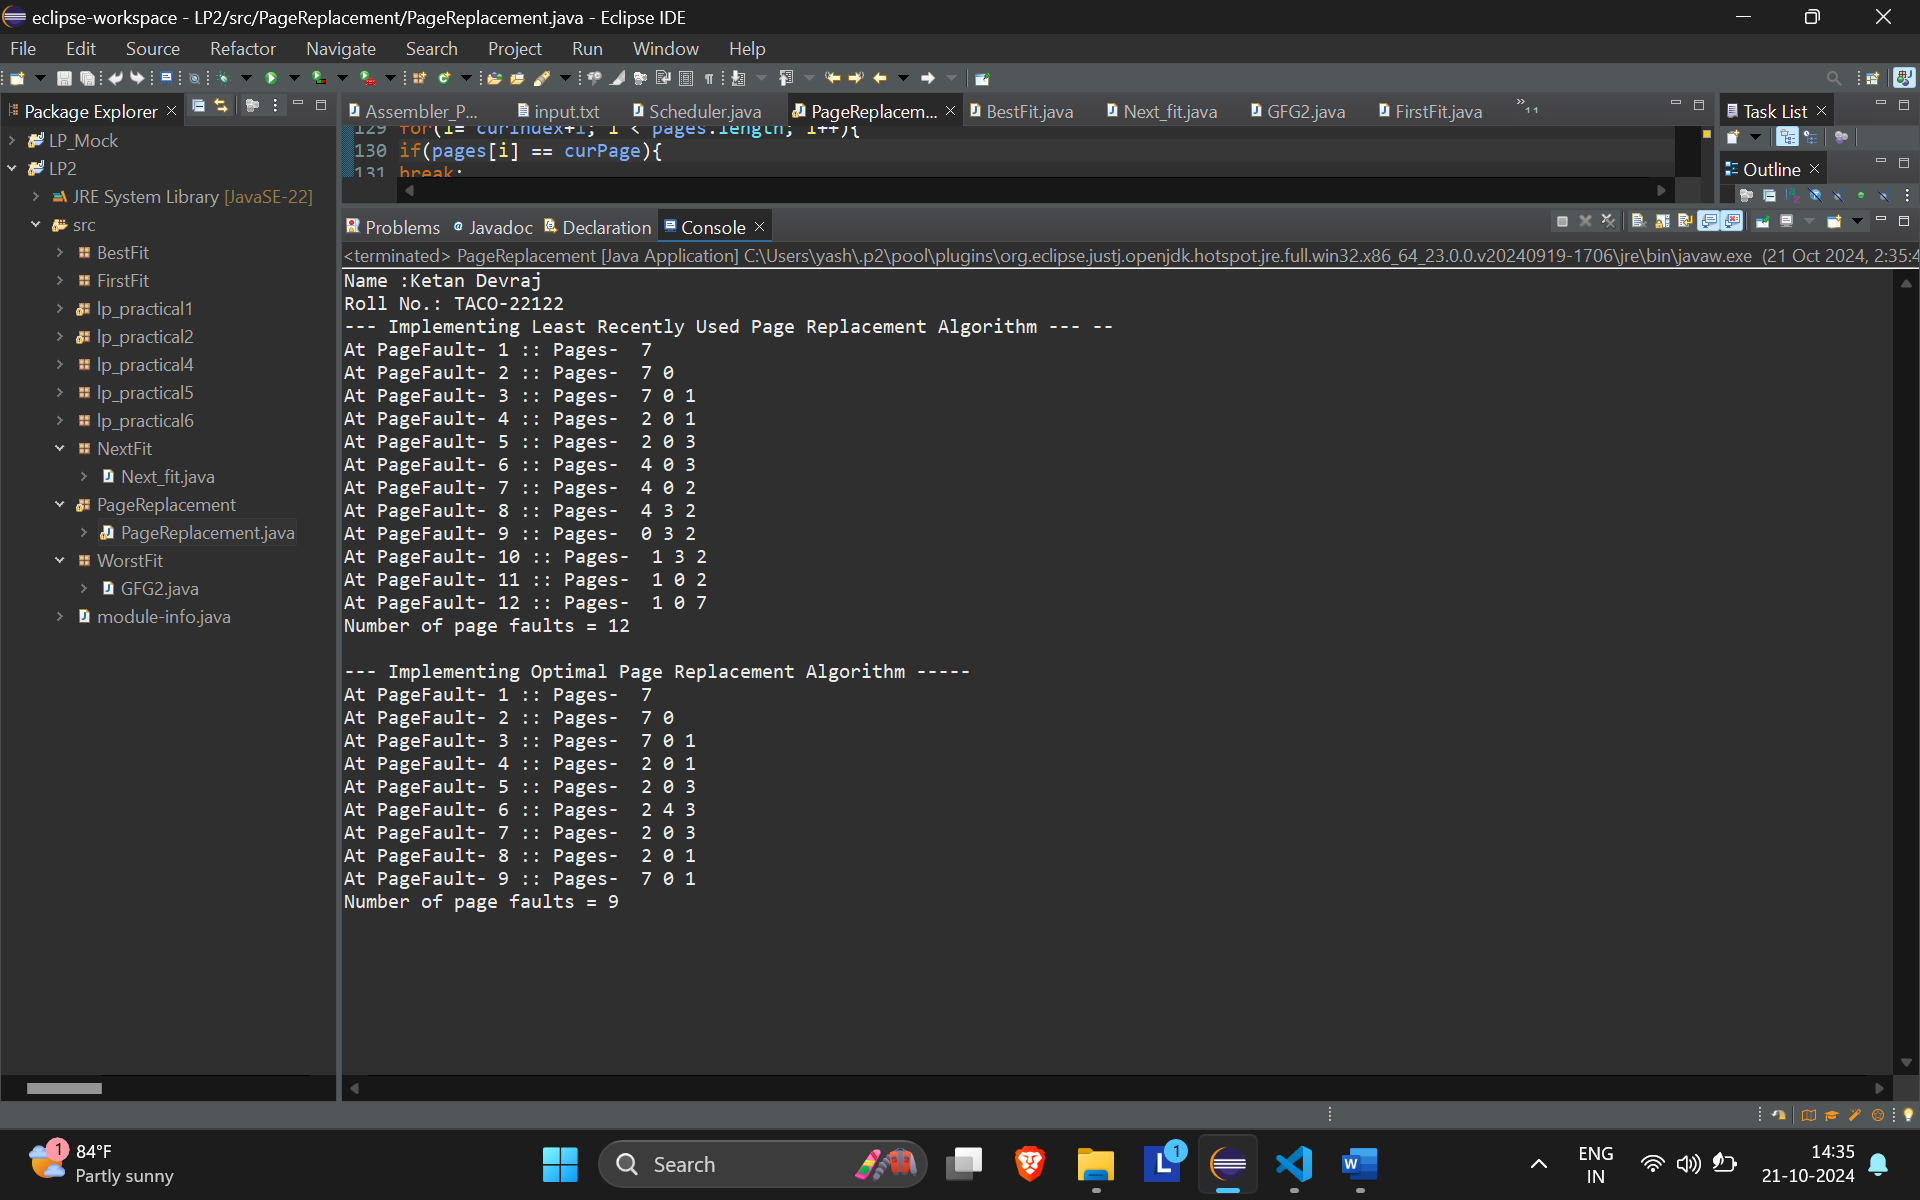 eclipse-workspace - LP2/src/PageReplacement/PageReplacement.java - Eclipse IDE
File Edit Source Refactor Navigate Search Project Run Window Help
Package Explorer
LP_Mock
LP2
JRE System Library [JavaSE-22]
src
BestFit
FirstFit
lp_practical1
lp_practical2
lp_practical4
lp_practical5
lp_practical6
NextFit
Next_fit.java
PageReplacement
PageReplacement.java
WorstFit
GFG2.java
module-info.java
Assembler_P... input.txt Scheduler.java PageReplacem... BestFit.java Next_fit.java GFG2.java FirstFit.java »11
129 for(i= curIndex+1; i < pages.length; i++){
130 if(pages[i] == curPage){
131 break;
Task List
Outline
Problems Javadoc Declaration Console
<terminated> PageReplacement [Java Application] C:\Users\yash\.p2\pool\plugins\org.eclipse.justj.openjdk.hotspot.jre.full.win32.x86_64_23.0.0.v20240919-1706\jre\bin\javaw.exe (21 Oct 2024, 2:35:4
Name :Ketan Devraj
Roll No.: TACO-22122
--- Implementing Least Recently Used Page Replacement Algorithm --- --
At PageFault- 1 :: Pages-  7
At PageFault- 2 :: Pages-  7 0
At PageFault- 3 :: Pages-  7 0 1
At PageFault- 4 :: Pages-  2 0 1
At PageFault- 5 :: Pages-  2 0 3
At PageFault- 6 :: Pages-  4 0 3
At PageFault- 7 :: Pages-  4 0 2
At PageFault- 8 :: Pages-  4 3 2
At PageFault- 9 :: Pages-  0 3 2
At PageFault- 10 :: Pages-  1 3 2
At PageFault- 11 :: Pages-  1 0 2
At PageFault- 12 :: Pages-  1 0 7
Number of page faults = 12
--- Implementing Optimal Page Replacement Algorithm -----
At PageFault- 1 :: Pages-  7
At PageFault- 2 :: Pages-  7 0
At PageFault- 3 :: Pages-  7 0 1
At PageFault- 4 :: Pages-  2 0 1
At PageFault- 5 :: Pages-  2 0 3
At PageFault- 6 :: Pages-  2 4 3
At PageFault- 7 :: Pages-  2 0 3
At PageFault- 8 :: Pages-  2 0 1
At PageFault- 9 :: Pages-  7 0 1
Number of page faults = 9
1
84°F
Partly sunny
Search
L 1
W
ENG
IN
14:35
21-10-2024